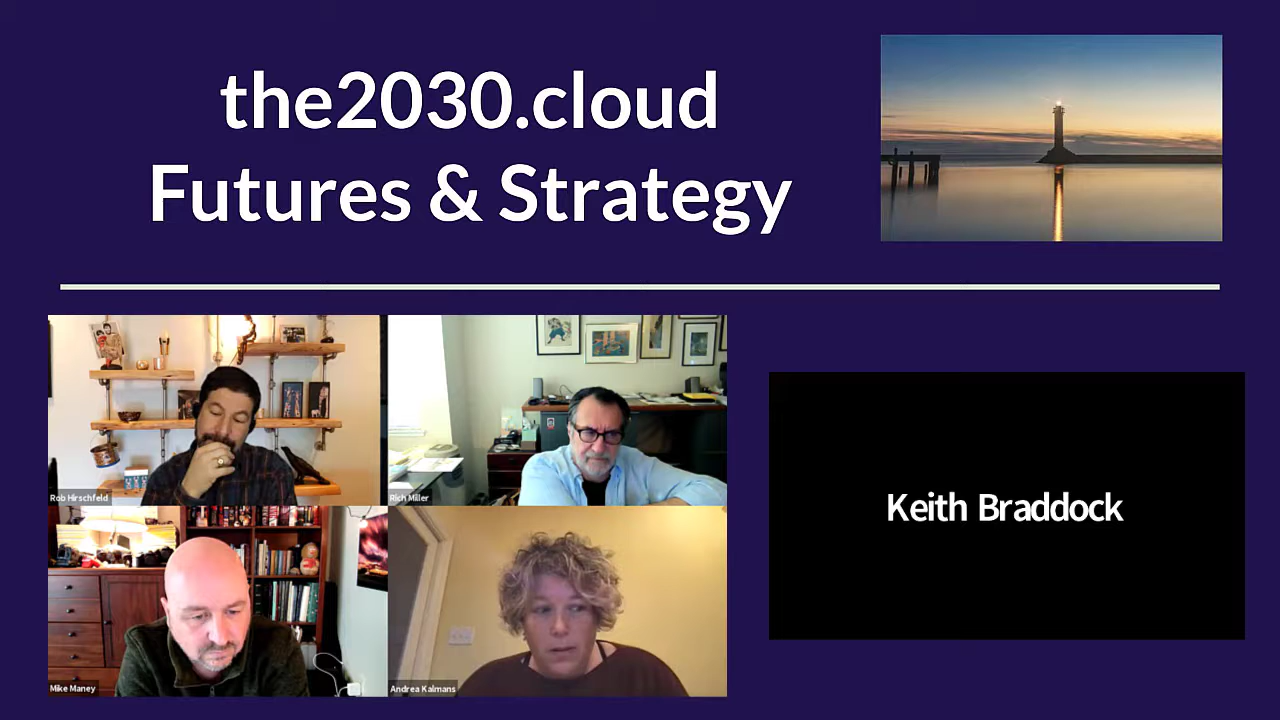 the2030.cloud
Futures & Strategy
Rob Hirschfeld
Rich Miller
Keith Braddock
Mike Maney
Andrea Kalmans